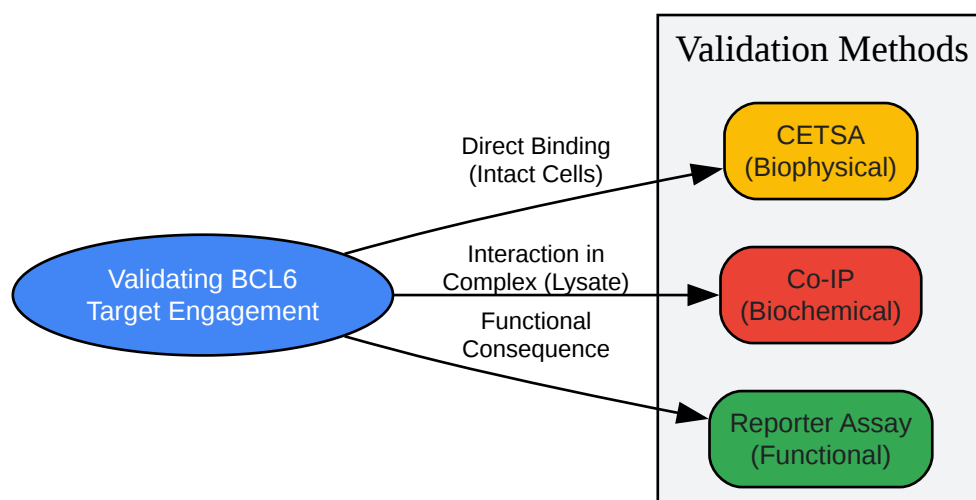 Validation Methods
CETSA
(Biophysical)
Direct Binding
(Intact Cells)
Validating BCL6
Target Engagement
Interaction in
Complex (Lysate)
Co-IP
(Biochemical)
Functional
Consequence
Reporter Assay
(Functional)